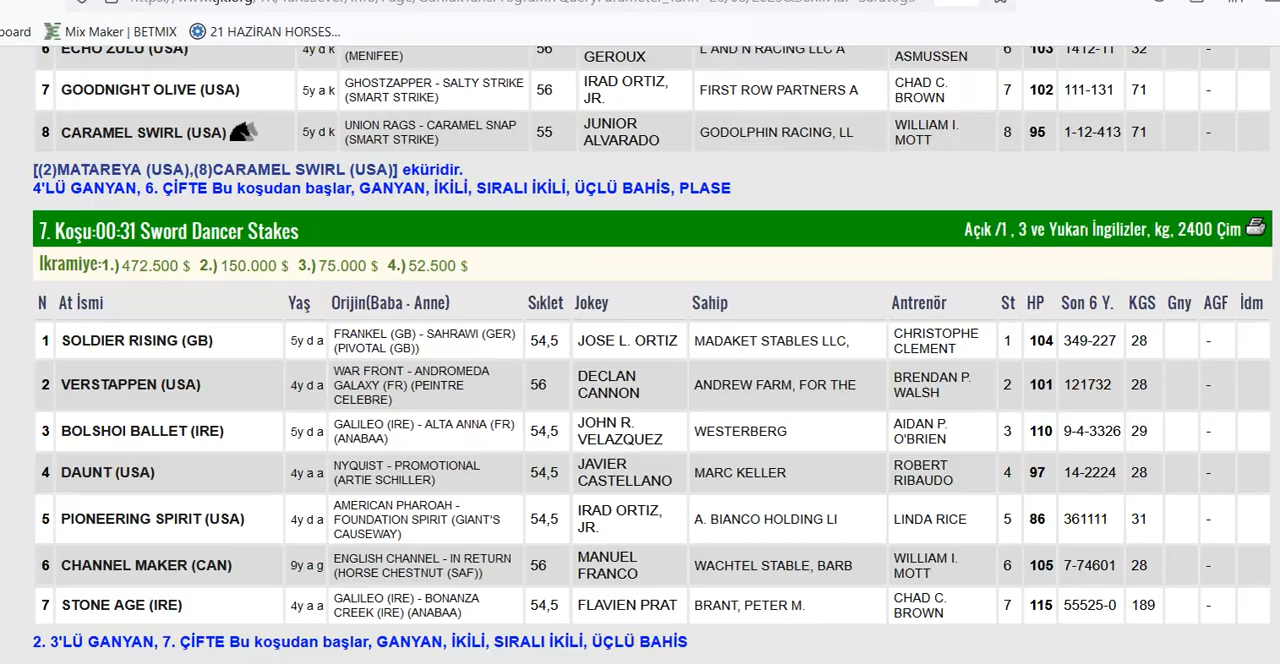 board Mix Maker | BETMIX 21 HAZİRAN HORSES...
6 ECHO ZULU (USA) 4y d k (MENIFEE) 56 GEROUX L AND N RACING LLC A ASMUSSEN 6 103 1412-11 32 -
7 GOODNIGHT OLIVE (USA) 5y a k GHOSTZAPPER - SALTY STRIKE (SMART STRIKE) 56 IRAD ORTIZ, JR. FIRST ROW PARTNERS A CHAD C. BROWN 7 102 111-131 71 -
8 CARAMEL SWIRL (USA) 5y d k UNION RAGS - CARAMEL SNAP (SMART STRIKE) 55 JUNIOR ALVARADO GODOLPHIN RACING, LL WILLIAM I. MOTT 8 95 1-12-413 71 -
[(2)MATAREYA (USA),(8)CARAMEL SWIRL (USA)] eküridir.
4'LÜ GANYAN, 6. ÇİFTE Bu koşudan başlar, GANYAN, İKİLİ, SIRALI İKİLİ, ÜÇLÜ BAHİS, PLASE
7. Koşu:00:31 Sword Dancer Stakes Açık /1 , 3 ve Yukarı İngilizler, kg, 2400 Çim
Ikramiye:1.) 472.500 $ 2.) 150.000 $ 3.) 75.000 $ 4.) 52.500 $
N At İsmi Yaş Orijin(Baba - Anne) Sıklet Jokey Sahip Antrenör St HP Son 6 Y. KGS Gny AGF İdm
1 SOLDIER RISING (GB) 5y d a FRANKEL (GB) - SAHRAWI (GER) (PIVOTAL (GB)) 54,5 JOSE L. ORTIZ MADAKET STABLES LLC, CHRISTOPHE CLEMENT 1 104 349-227 28 -
2 VERSTAPPEN (USA) 4y d a WAR FRONT - ANDROMEDA GALAXY (FR) (PEINTRE CELEBRE) 56 DECLAN CANNON ANDREW FARM, FOR THE BRENDAN P. WALSH 2 101 121732 28 -
3 BOLSHOI BALLET (IRE) 5y d a GALILEO (IRE) - ALTA ANNA (FR) (ANABAA) 54,5 JOHN R. VELAZQUEZ WESTERBERG AIDAN P. O'BRIEN 3 110 9-4-3326 29 -
4 DAUNT (USA) 4y a a NYQUIST - PROMOTIONAL (ARTIE SCHILLER) 54,5 JAVIER CASTELLANO MARC KELLER ROBERT RIBAUDO 4 97 14-2224 28 -
5 PIONEERING SPIRIT (USA) 4y d a AMERICAN PHAROAH - FOUNDATION SPIRIT (GIANT'S CAUSEWAY) 54,5 IRAD ORTIZ, JR. A. BIANCO HOLDING LI LINDA RICE 5 86 361111 31 -
6 CHANNEL MAKER (CAN) 9y a g ENGLISH CHANNEL - IN RETURN (HORSE CHESTNUT (SAF)) 56 MANUEL FRANCO WACHTEL STABLE, BARB WILLIAM I. MOTT 6 105 7-74601 28 -
7 STONE AGE (IRE) 4y a a GALILEO (IRE) - BONANZA CREEK (IRE) (ANABAA) 54,5 FLAVIEN PRAT BRANT, PETER M. CHAD C. BROWN 7 115 55525-0 189 -
2. 3'LÜ GANYAN, 7. ÇİFTE Bu koşudan başlar, GANYAN, İKİLİ, SIRALI İKİLİ, ÜÇLÜ BAHİS